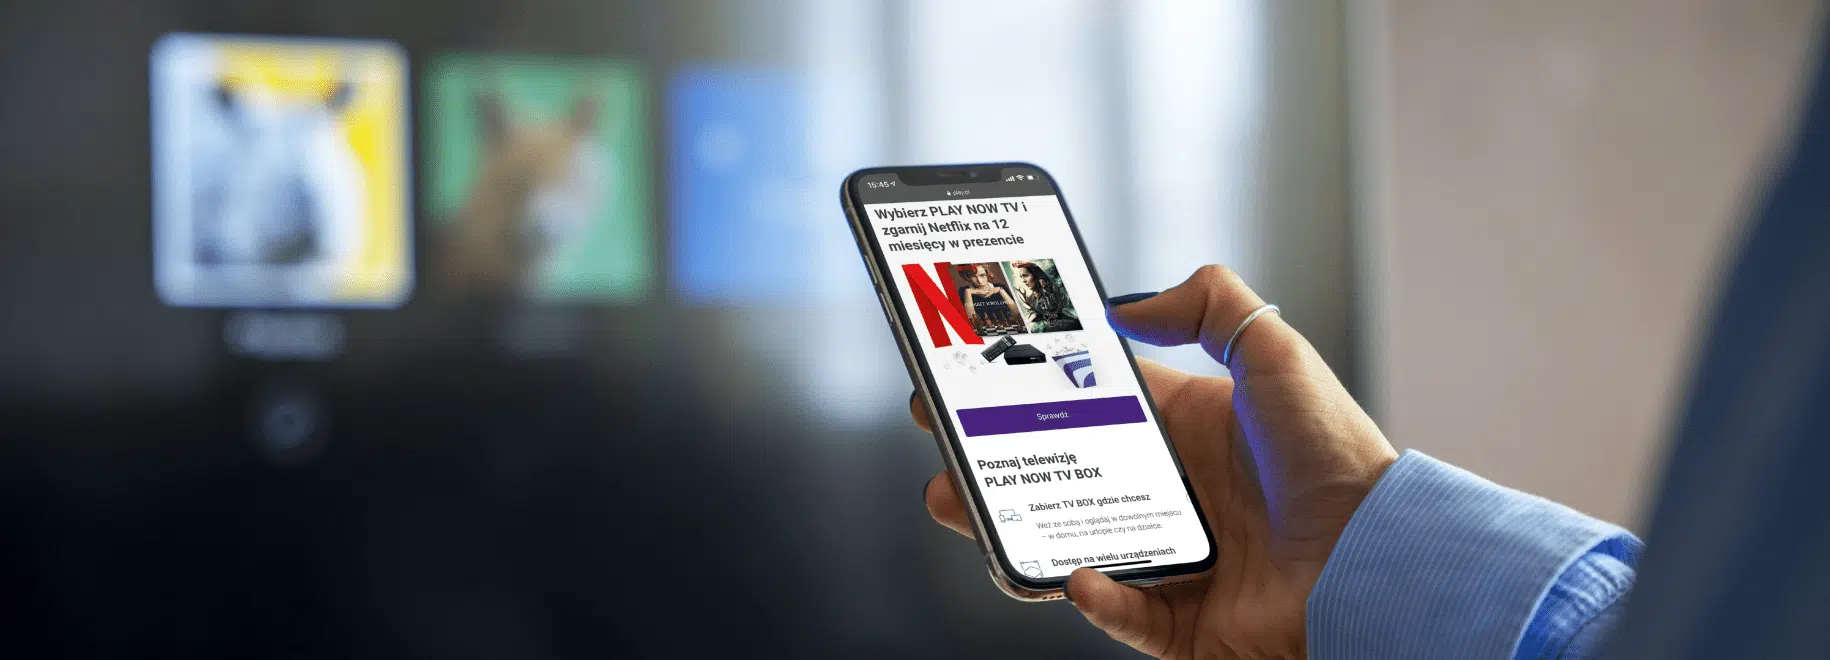 15:45
play.pl
Wybierz PLAY NOW TV i
zgarnij Netflix na 12
miesięcy w prezencie
N
GAMBIT KRÓLOWEJ
Sprawdź
Poznaj telewizję
PLAY NOW TV BOX
Zabierz TV BOX gdzie chcesz
Weź ze sobą i oglądaj w dowolnym miejscu
– w domu, na urlopie czy na działce.
Dostęp na wielu urządzeniach